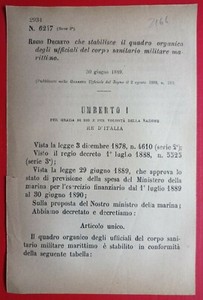 2934
N. 6247 (Serie 3ª)
REGIO DECRETO che stabilisce il quadro organico
degli ufficiali del corpo sanitario militare ma-
rittimo.
30 giugno 1889
(Pubblicato nella Gazzetta Ufficiale del Regno il
UMBERTO I
PER GRAZIA DI DIO E PER VOLONTÀ DELLA NAZIONE
RE D'ITALIA
Vista la legge 3 dicembre 1878, n. 4610 (serie 2ª);
Visto il regio decreto 1° luglio 1888, n. 5525
(serie 3ª);
Vista la legge 29 giugno 1889, che approva lo
stato di previsione della spesa del Ministero della
marina per l'esercizio finanziario dal 1° luglio 1889
al 30 giugno 1890;
Sulla proposta del Nostro ministro della marina;
Abbiamo decretato e decretiamo:
Articolo unico.
Il quadro organico degli ufficiali del corpo sani-
tario militare marittimo è stabilito in conformità
della seguente tabella: